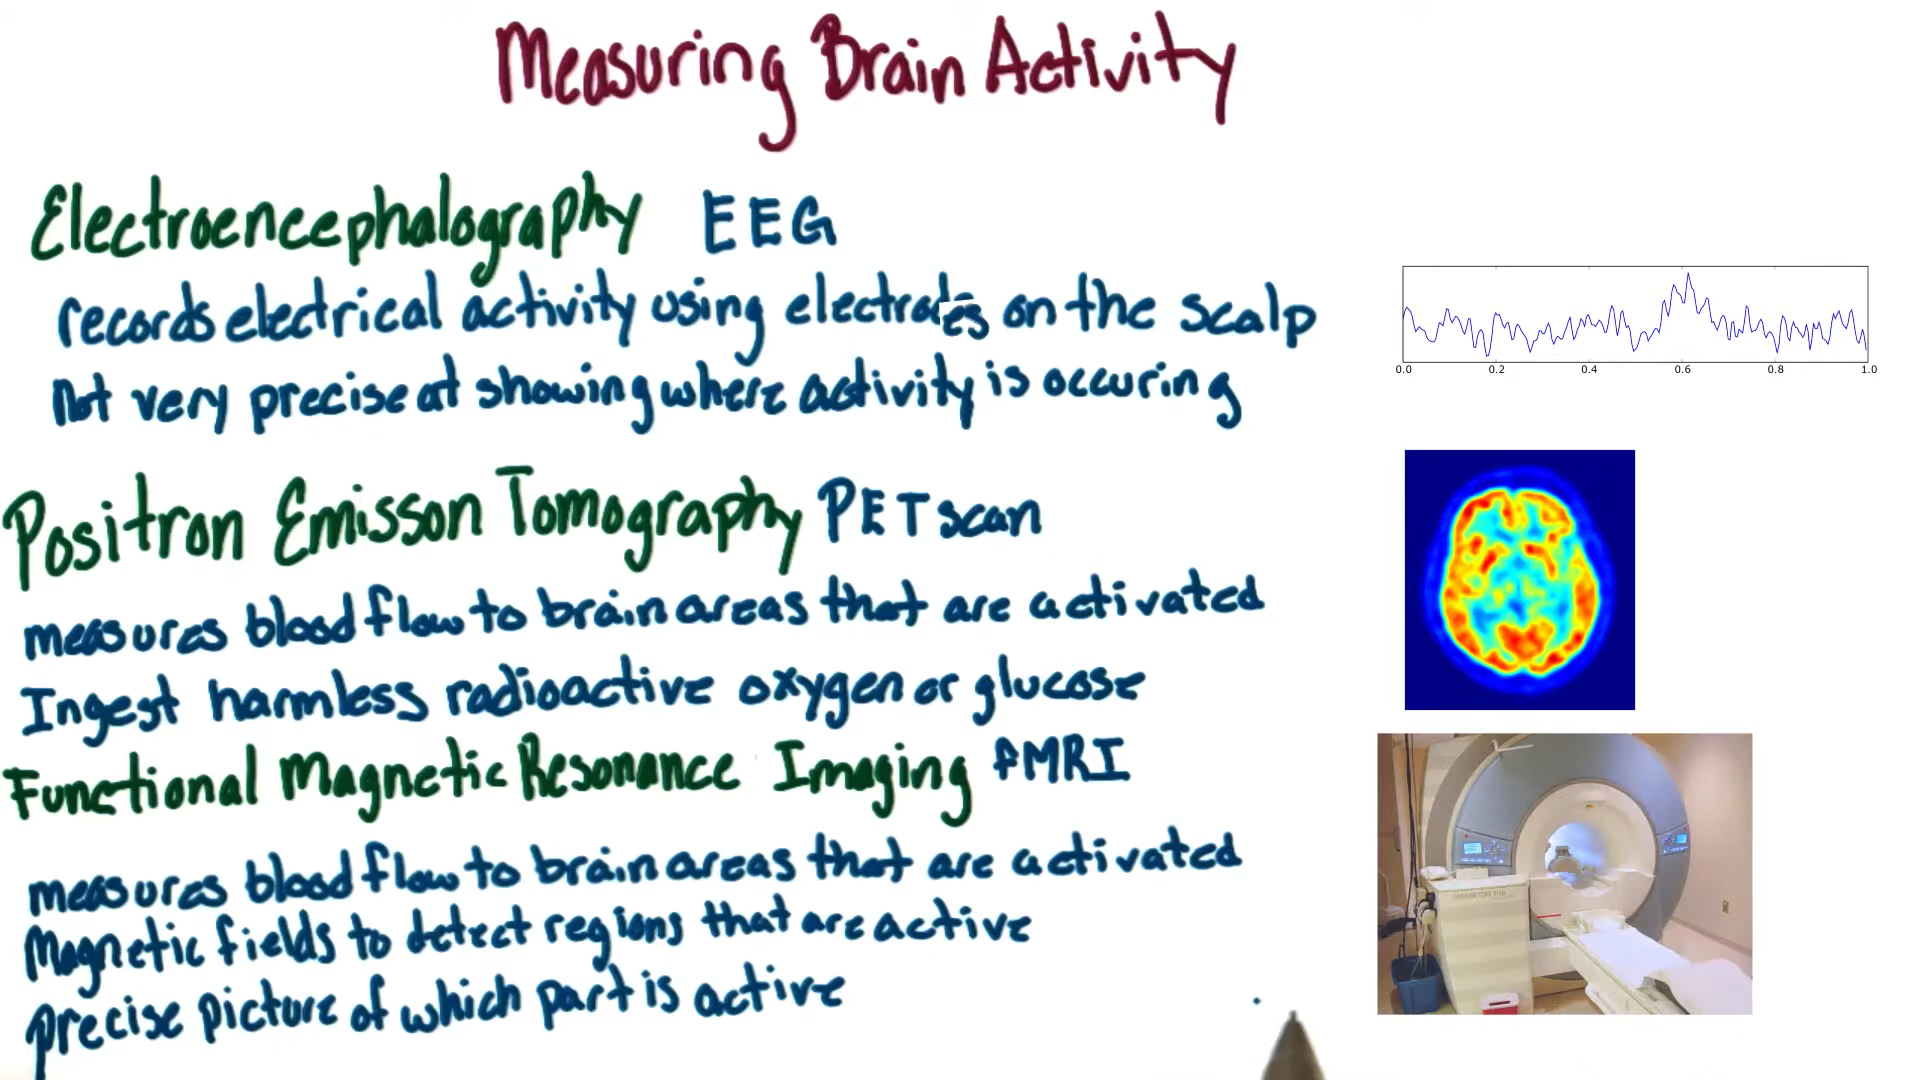 Measuring Brain Activity
Electroencephalography EEG
records electrical activity using electrodes on the scalp
Not very precise at showing where activity is occuring
0.0 0.2 0.4 0.6 0.8 1.0
Positron Emisson Tomography PET scan
measures blood flow to brain areas that are activated
Ingest harmless radioactive oxygen or glucose
Functional Magnetic Resonance Imaging fMRI
measures blood flow to brain areas that are activated
Magnetic fields to detect regions that are active
precise picture of which part is active